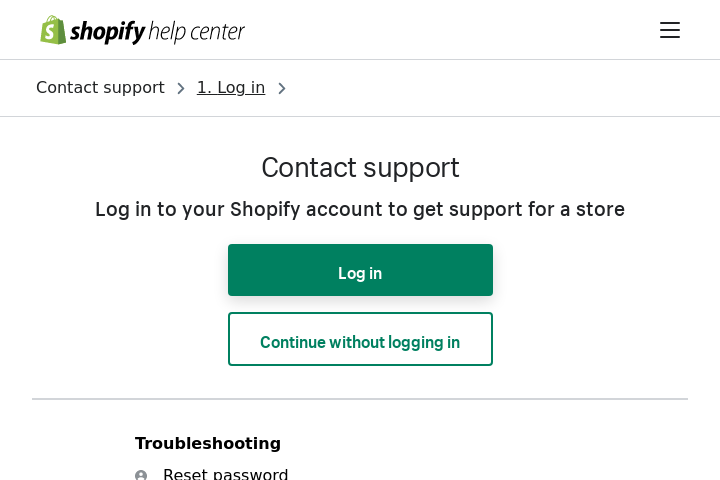 shopify help center
Contact support
1. Log in
Contact support
Log in to your Shopify account to get support for a store
Log in
Continue without logging in
Troubleshooting
Reset password